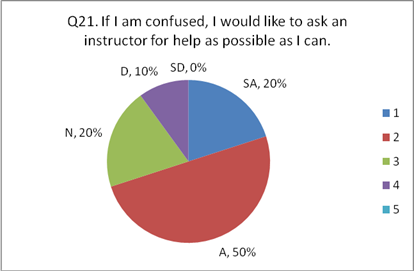 Q21. If I am confused, I would like to ask an
instructor for help as possible as I can.
D, 10%
SD, 0%
SA, 20%
N, 20%
A, 50%
1
2
3
4
5